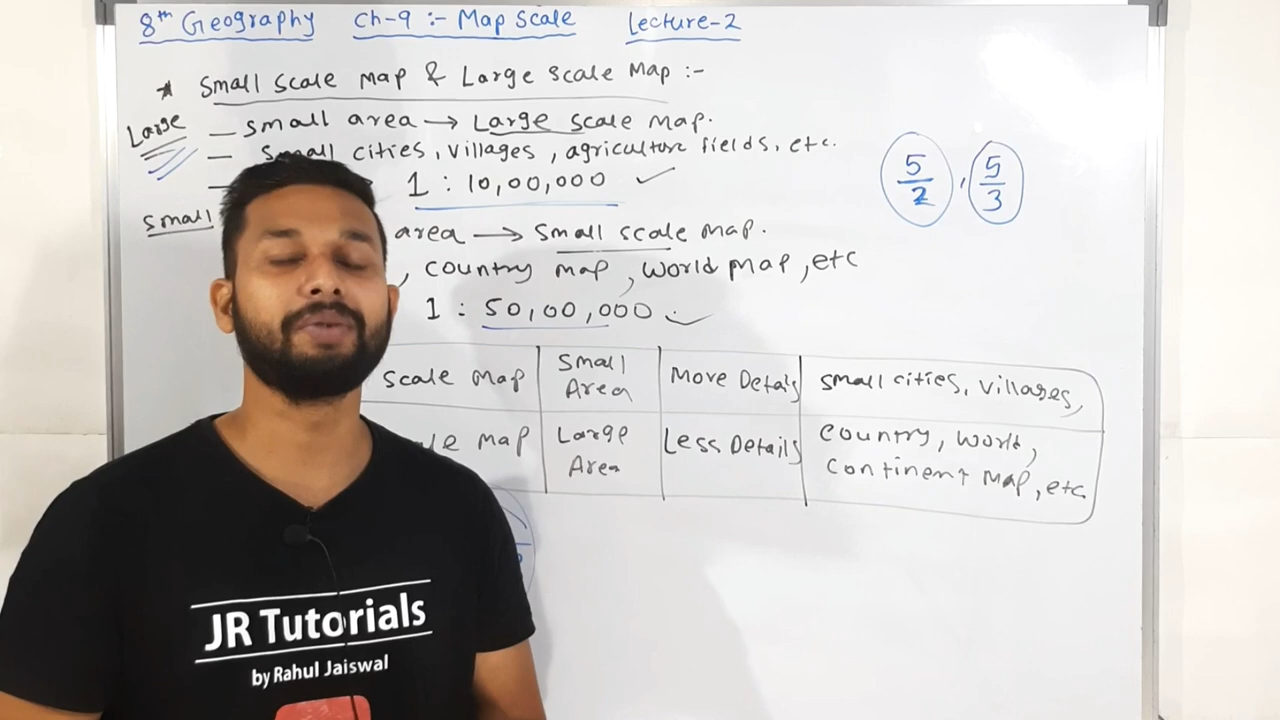 8th Geography Ch-9 :- Map Scale Lecture-2
* Small Scale Map & Large Scale Map :-
Large
— Small area → Large scale map.
— Small cities, villages, agriculture fields, etc.
1 : 10,00,000 ✓
5/2 , 5/3
Small
area → Small scale map.
, country map, world map, etc
1 : 50,00,000 ✓
Scale Map Small Area More Details Small cities, villages,
Map Large Area Less Details Country, world, continent map, etc
JR Tutorials
by Rahul Jaiswal